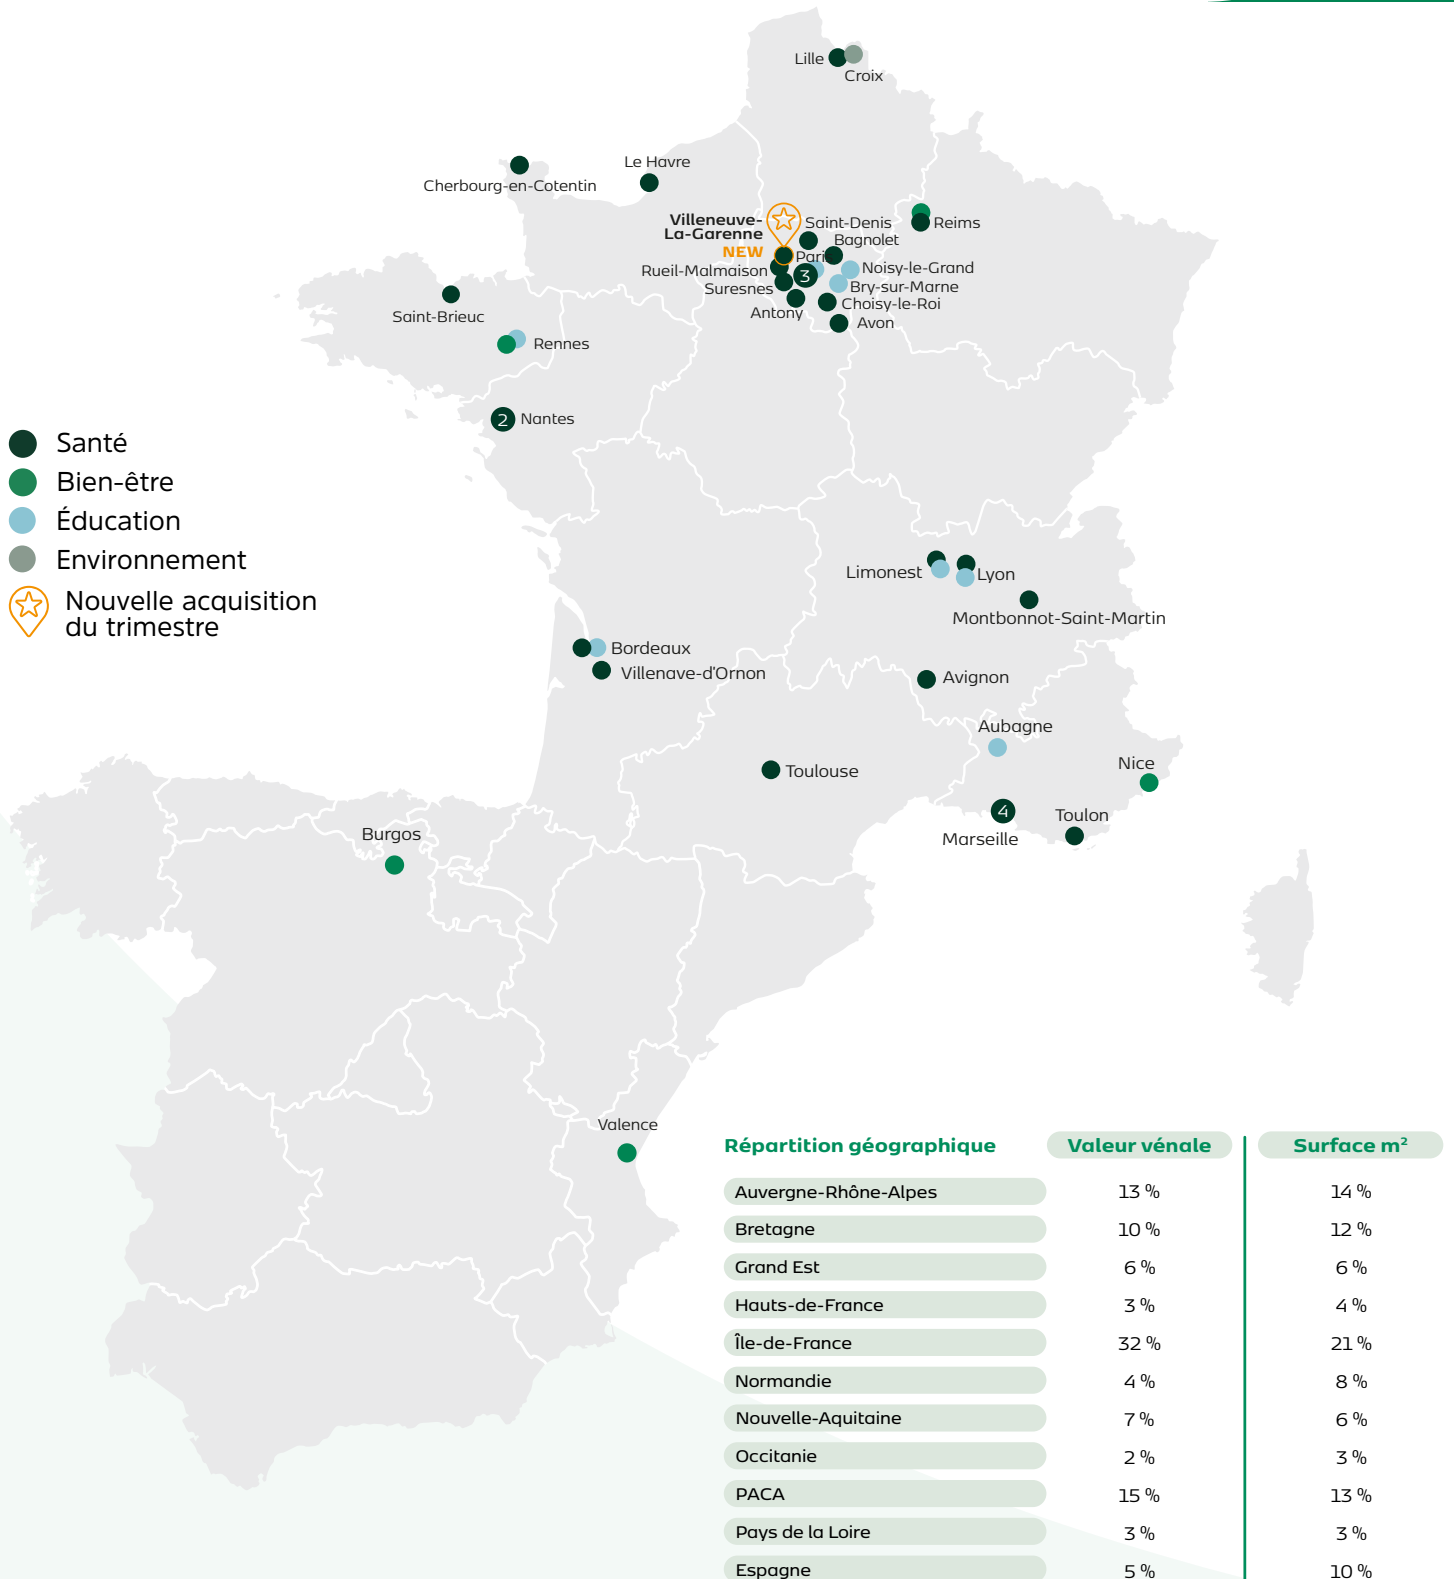 Lille
Croix
Cherbourg-en-Cotentin
Le Havre
Villeneuve-
La-Garenne
NEW
Saint-Denis
Bagnolet
Reims
Paris
Rueil-Malmaison
3
Noisy-le-Grand
Suresnes
Bry-sur-Marne
Antony
Choisy-le-Roi
Avon
Saint-Brieuc
Rennes
2 Nantes
Santé
Bien-être
Éducation
Environnement
Nouvelle acquisition
du trimestre
Limonest
Lyon
Montbonnot-Saint-Martin
Bordeaux
Villenave-d'Ornon
Avignon
Aubagne
Toulouse
Nice
4
Marseille
Toulon
Burgos
Valence
Répartition géographique Valeur vénale Surface m²
Auvergne-Rhône-Alpes 13 % 14 %
Bretagne 10 % 12 %
Grand Est 6 % 6 %
Hauts-de-France 3 % 4 %
Île-de-France 32 % 21 %
Normandie 4 % 8 %
Nouvelle-Aquitaine 7 % 6 %
Occitanie 2 % 3 %
PACA 15 % 13 %
Pays de la Loire 3 % 3 %
Espagne 5 % 10 %